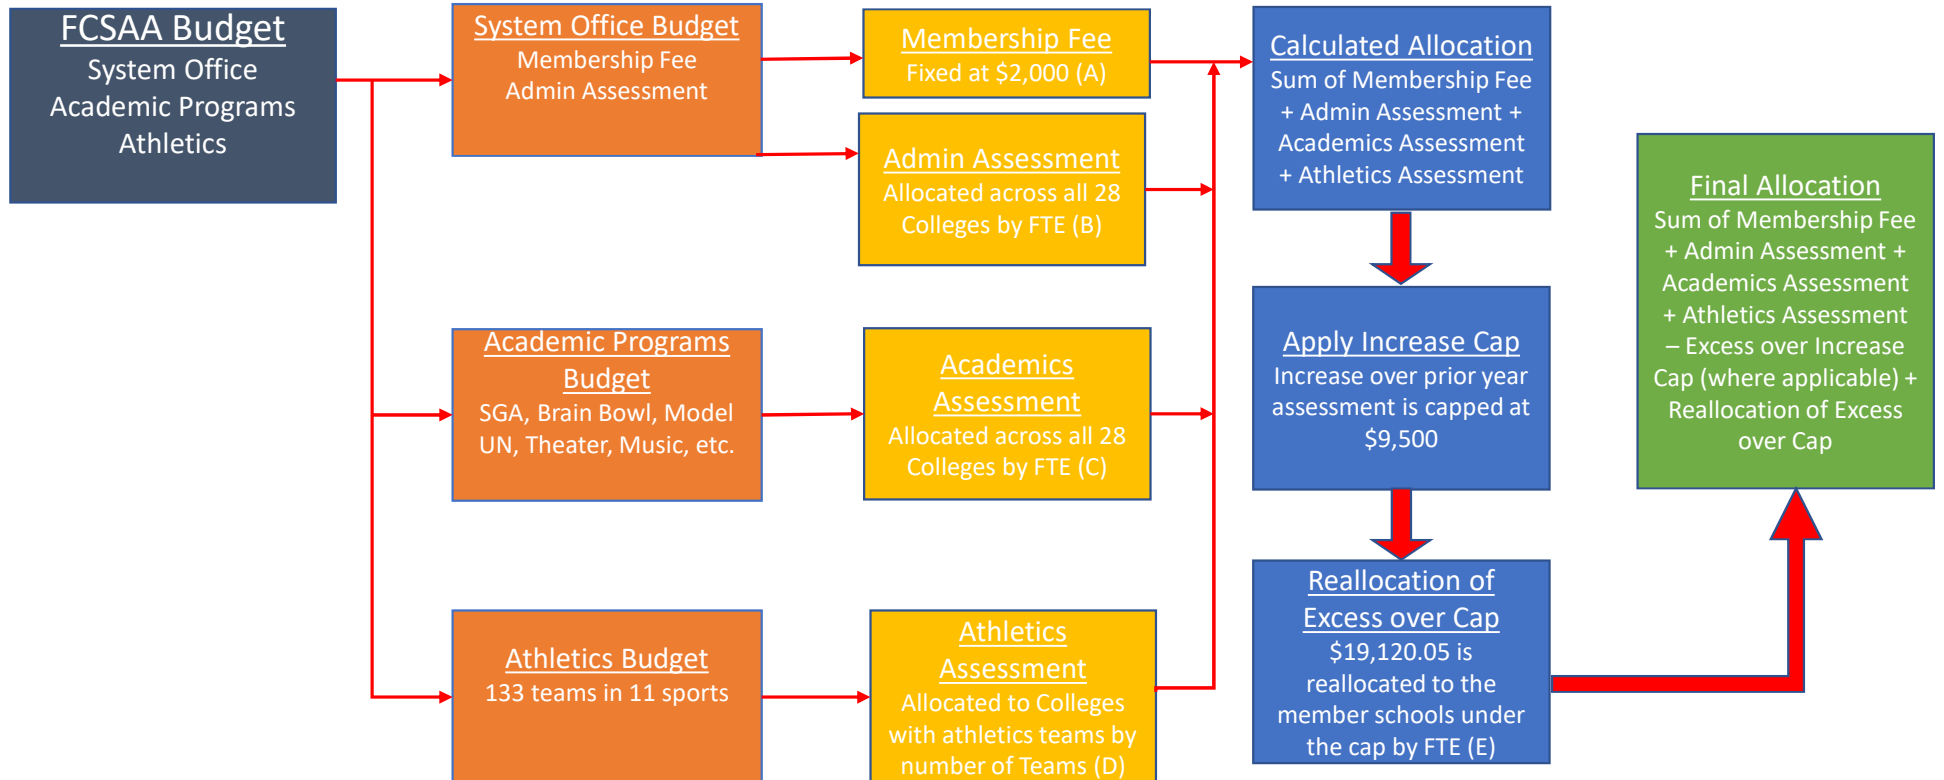 FCSAA Budget
System Office
Academic Programs
Athletics
System Office Budget
Membership Fee
Admin Assessment
Membership Fee
Fixed at $2,000 (A)
Admin Assessment
Allocated across all 28
Colleges by FTE (B)
Academic Programs
Budget
SGA, Brain Bowl, Model
UN, Theater, Music, etc.
Academics
Assessment
Allocated across all 28
Colleges by FTE (C)
Athletics Budget
133 teams in 11 sports
Athletics
Assessment
Allocated to Colleges
with athletics teams by
number of Teams (D)
Calculated Allocation
Sum of Membership Fee
+ Admin Assessment +
Academics Assessment
+ Athletics Assessment
Apply Increase Cap
Increase over prior year
assessment is capped at
$9,500
Reallocation of
Excess over Cap
$19,120.05 is
reallocated to the
member schools under
the cap by FTE (E)
Final Allocation
Sum of Membership Fee
+ Admin Assessment +
Academics Assessment
+ Athletics Assessment
– Excess over Increase
Cap (where applicable) +
Reallocation of Excess
over Cap